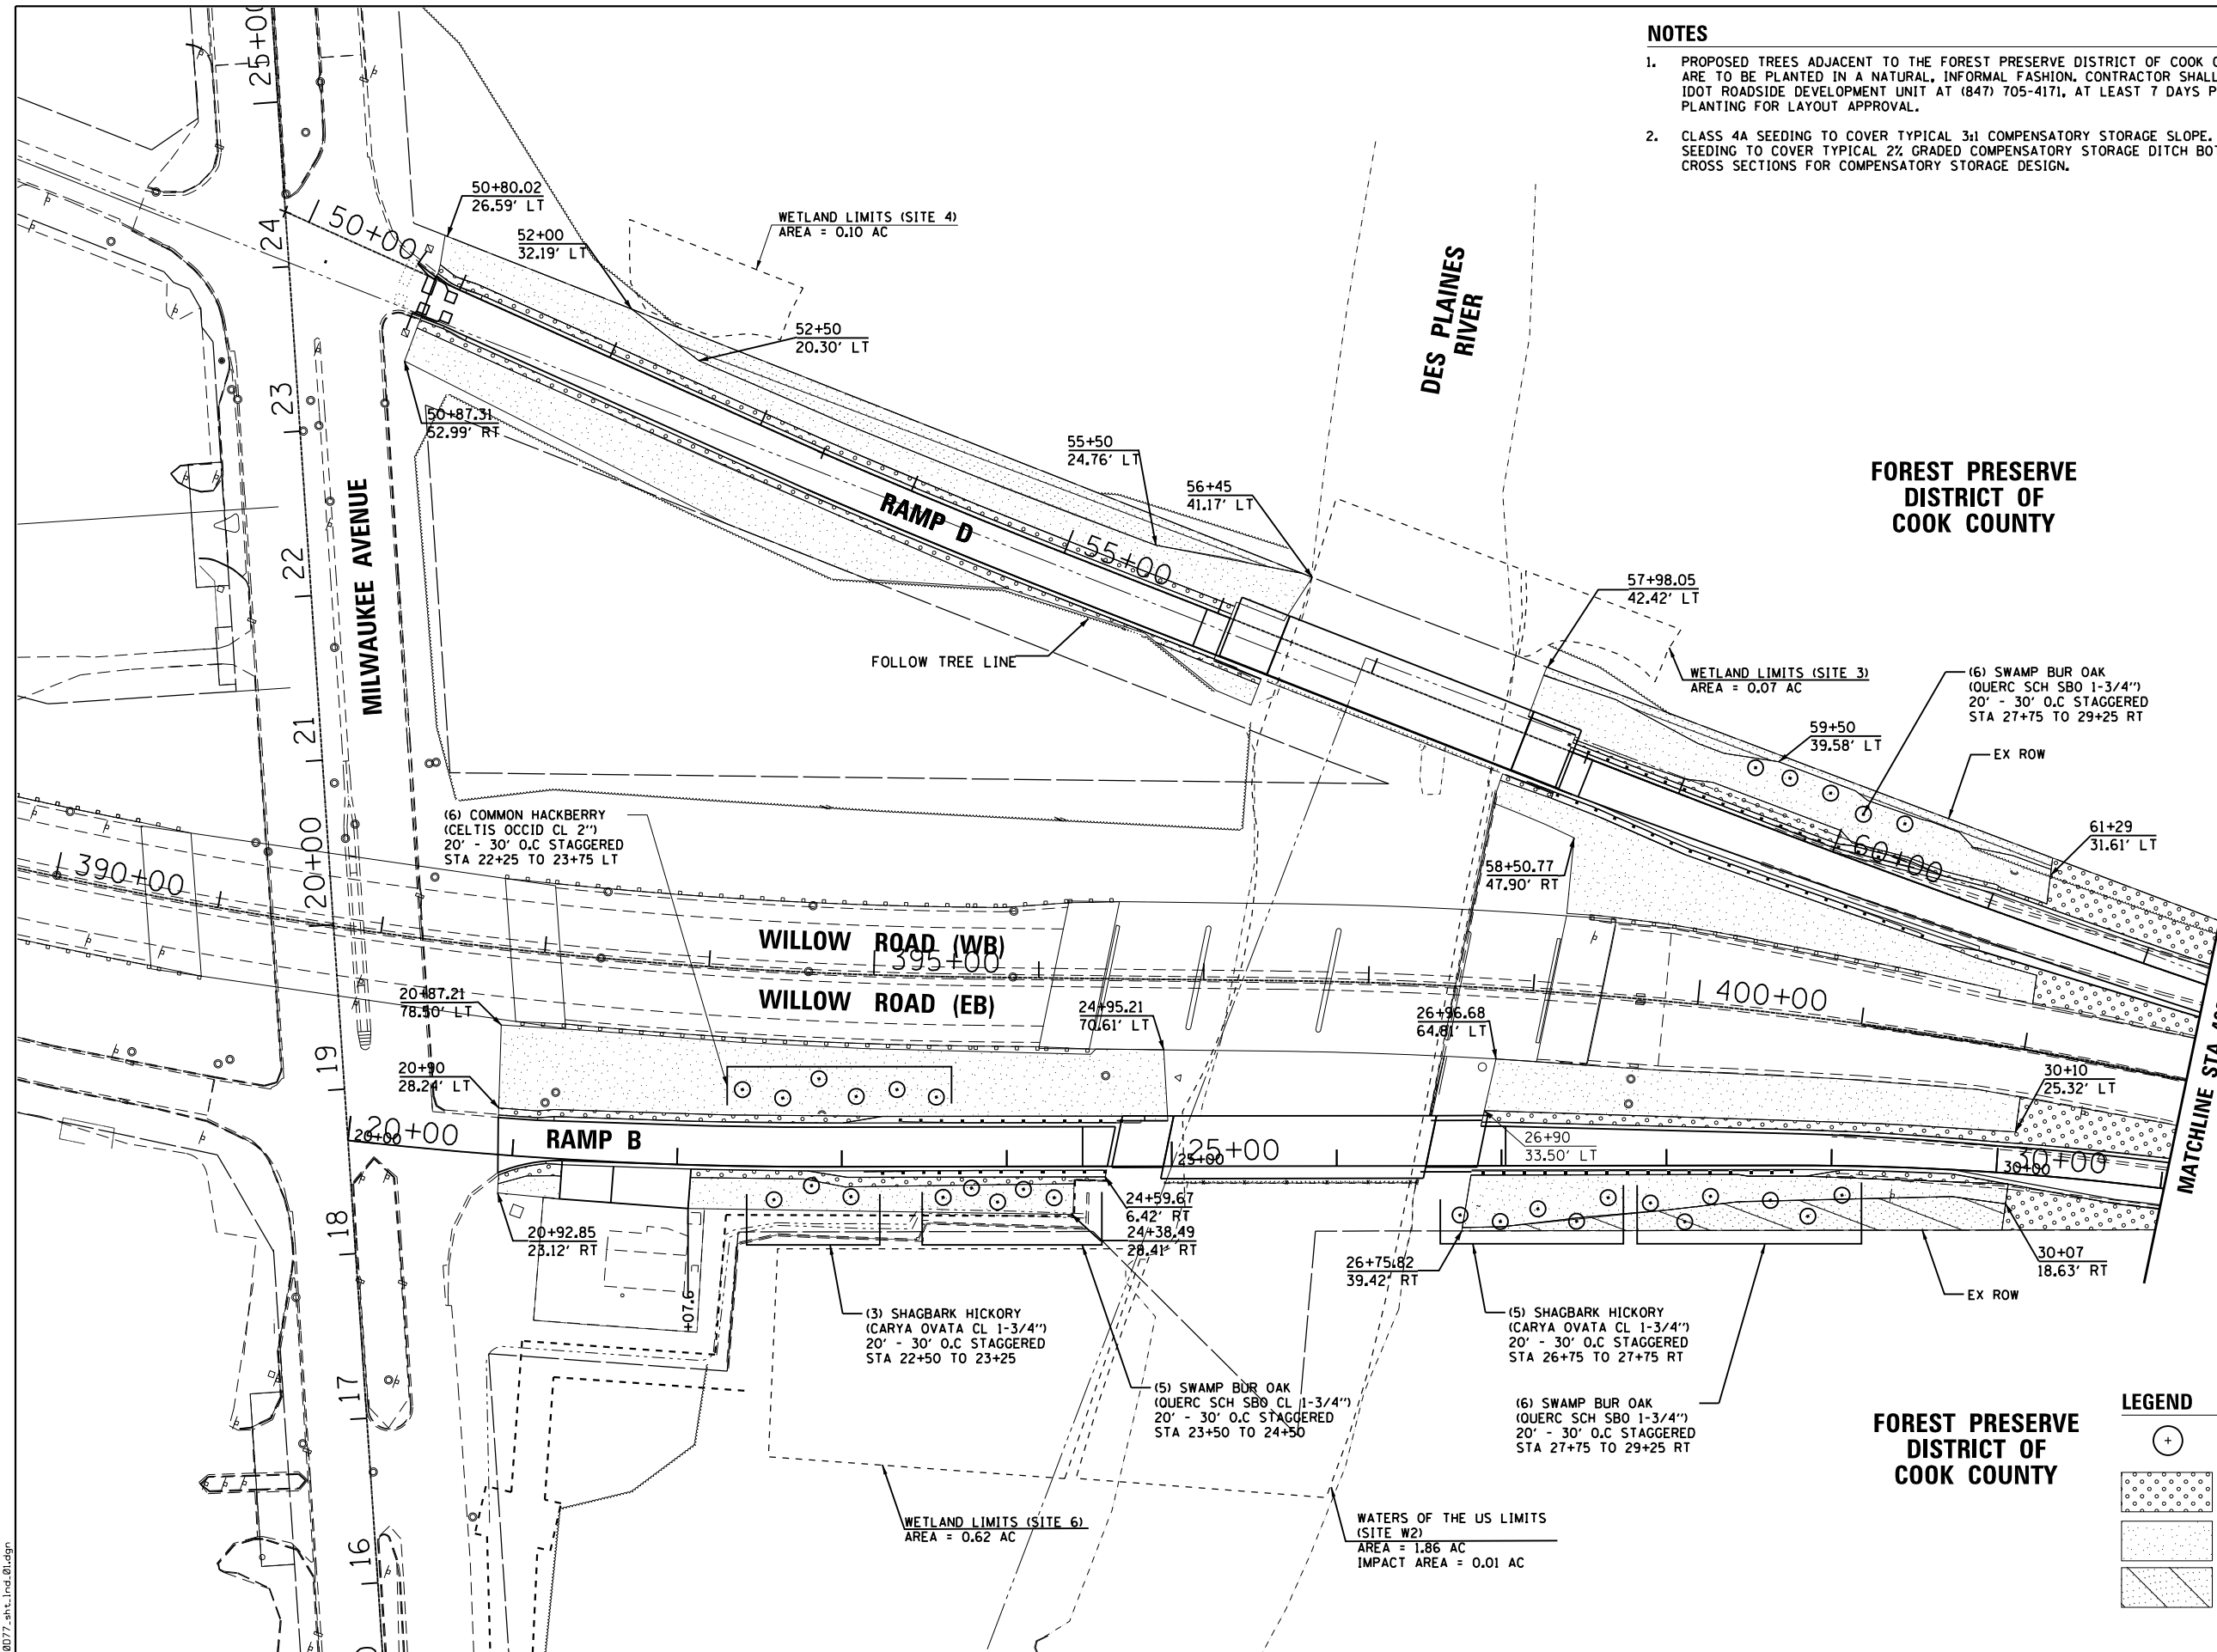 NOTES
1. PROPOSED TREES ADJACENT TO THE FOREST PRESERVE DISTRICT OF COOK
ARE TO BE PLANTED IN A NATURAL, INFORMAL FASHION. CONTRACTOR SHALL
IDOT ROADSIDE DEVELOPMENT UNIT AT (847) 705-4171, AT LEAST 7 DAYS
PLANTING FOR LAYOUT APPROVAL.
2. CLASS 4A SEEDING TO COVER TYPICAL 3:1 COMPENSATORY STORAGE SLOPE.
SEEDING TO COVER TYPICAL 2% GRADED COMPENSATORY STORAGE DITCH
CROSS SECTIONS FOR COMPENSATORY STORAGE DESIGN.
25+00
24
23
22
21
20+00
19
18
17
16
MILWAUKEE AVENUE
50+00
50+80.02
26.59' LT
52+00
32.19' LT
WETLAND LIMITS (SITE 4)
AREA = 0.10 AC
52+50
20.30' LT
50+87.31
52.99' RT
DES PLAINES
RIVER
55+50
24.76' LT
56+45
41.17' LT
RAMP D
55+00
FOREST PRESERVE
DISTRICT OF
COOK COUNTY
57+98.05
42.42' LT
FOLLOW TREE LINE
WETLAND LIMITS (SITE 3)
AREA = 0.07 AC
(6) SWAMP BUR OAK
(QUERC SCH SBO 1-3/4")
20' - 30' O.C STAGGERED
STA 27+75 TO 29+25 RT
59+50
39.58' LT
EX ROW
61+29
31.61' LT
60+00
58+50.77
47.90' RT
(6) COMMON HACKBERRY
(CELTIS OCCID CL 2")
20' - 30' O.C STAGGERED
STA 22+25 TO 23+75 LT
390+00
WILLOW ROAD (WB)
395+00
WILLOW ROAD (EB)
400+00
20+87.21
78.50' LT
24+95.21
70.61' LT
26+96.68
64.81' LT
20+90
28.24' LT
30+10
25.32' LT
MATCHLINE STA
20+00
20+00
RAMP B
25+00
25+00
26+90
33.50' LT
30+00
30+00
20+92.85
23.12' RT
24+59.67
6.42' RT
24+38.49
28.41' RT
26+75.82
39.42' RT
30+07
18.63' RT
EX ROW
+07.6
(3) SHAGBARK HICKORY
(CARYA OVATA CL 1-3/4")
20' - 30' O.C STAGGERED
STA 22+50 TO 23+25
(5) SHAGBARK HICKORY
(CARYA OVATA CL 1-3/4")
20' - 30' O.C STAGGERED
STA 26+75 TO 27+75 RT
(5) SWAMP BUR OAK
(QUERC SCH SBO CL 1-3/4")
20' - 30' O.C STAGGERED
STA 23+50 TO 24+50
(6) SWAMP BUR OAK
(QUERC SCH SBO 1-3/4")
20' - 30' O.C STAGGERED
STA 27+75 TO 29+25 RT
FOREST PRESERVE
DISTRICT OF
COOK COUNTY
LEGEND
WETLAND LIMITS (SITE 6)
AREA = 0.62 AC
WATERS OF THE US LIMITS
(SITE W2)
AREA = 1.86 AC
IMPACT AREA = 0.01 AC
0D77_sht_lnd_01.dgn